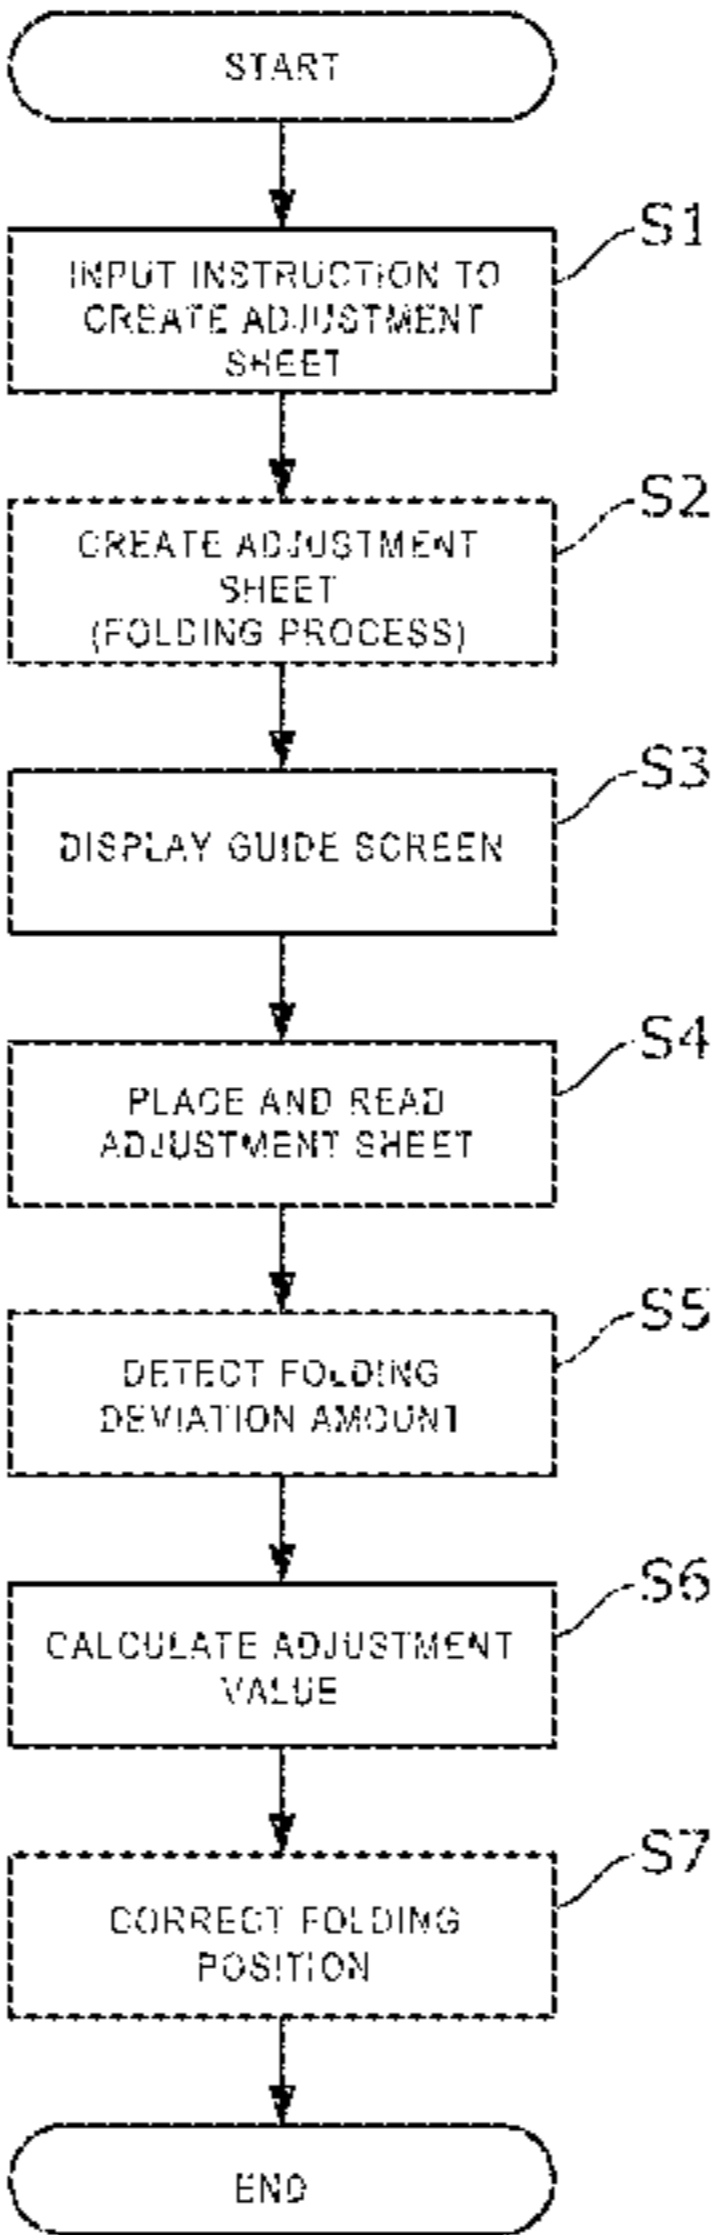 START
S1
INPUT INSTRUCTION TO
CREATE ADJUSTMENT
SHEET
S2
CREATE ADJUSTMENT
SHEET
(FOLDING PROCESS)
S3
DISPLAY GUIDE SCREEN
S4
PLACE AND READ
ADJUSTMENT SHEET
S5
DETECT FOLDING
DEVIATION AMOUNT
S6
CALCULATE ADJUSTMENT
VALUE
S7
CORRECT FOLDING
POSITION
END